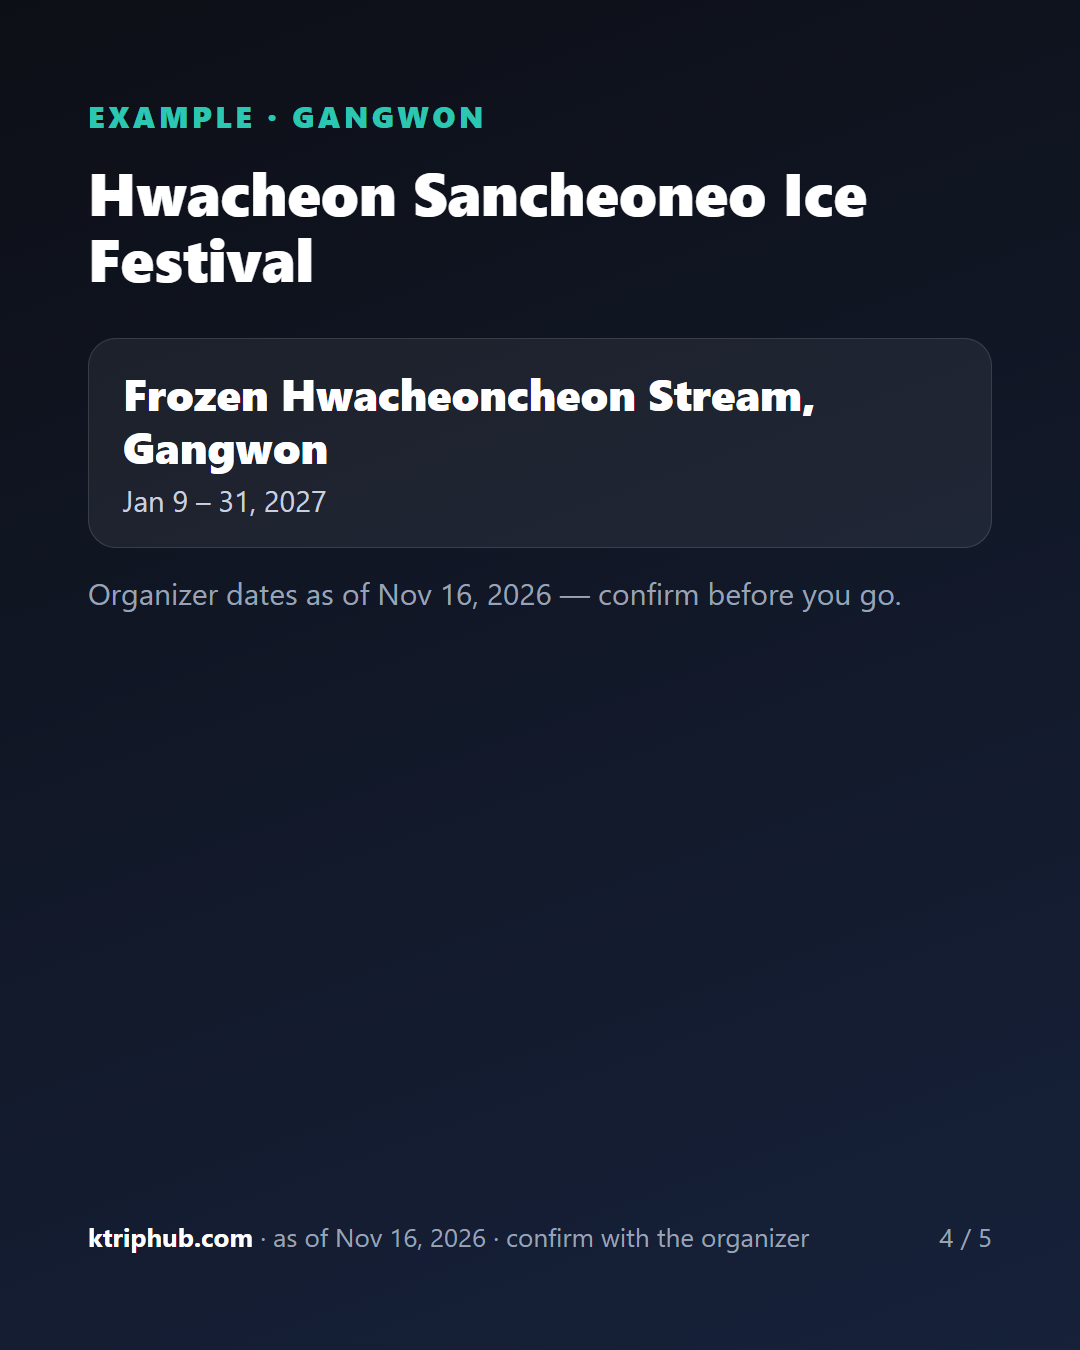 EXAMPLE · GANGWON
Hwacheon Sancheoneo Ice
Festival
Frozen Hwacheoncheon Stream,
Gangwon
Jan 9 – 31, 2027
Organizer dates as of Nov 16, 2026 — confirm before you go.
ktriphub.com · as of Nov 16, 2026 · confirm with the organizer
4 / 5